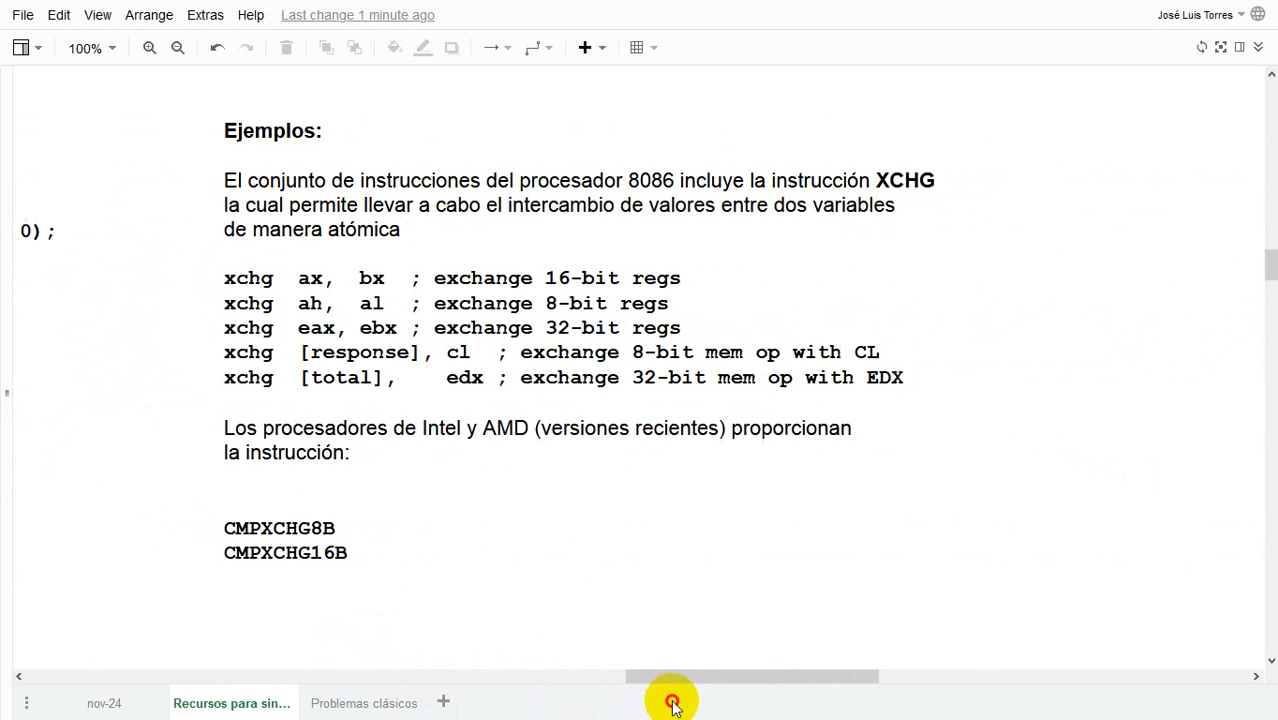 File Edit View Arrange Extras Help Last change 1 minute ago José Luis Torres
100%
Ejemplos:
El conjunto de instrucciones del procesador 8086 incluye la instrucción XCHG
la cual permite llevar a cabo el intercambio de valores entre dos variables
0); de manera atómica
xchg ax, bx ; exchange 16-bit regs
xchg ah, al ; exchange 8-bit regs
xchg eax, ebx ; exchange 32-bit regs
xchg [response], cl ; exchange 8-bit mem op with CL
xchg [total], edx ; exchange 32-bit mem op with EDX
Los procesadores de Intel y AMD (versiones recientes) proporcionan
la instrucción:
CMPXCHG8B
CMPXCHG16B
nov-24 Recursos para sin... Problemas clásicos